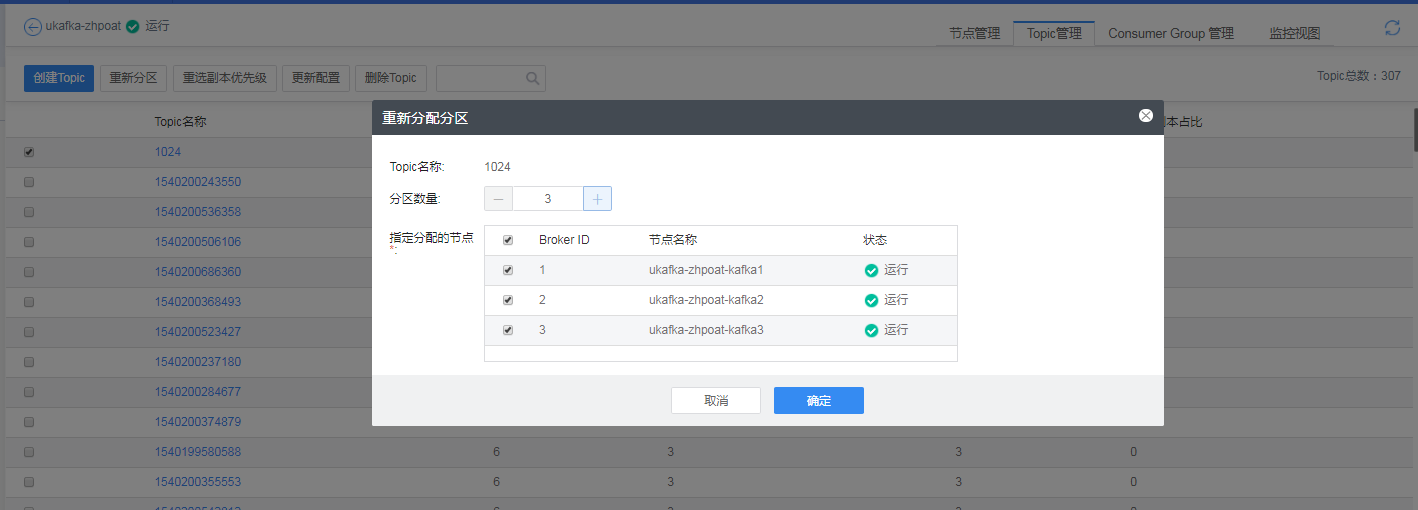 ukafka-zhpoat 运行
节点管理 Topic管理 Consumer Group 管理 监控视图
创建Topic 重新分区 重选副本优先级 更新配置 删除Topic
Topic总数：307
Topic名称 本占比
重新分配分区
Topic名称: 1024
分区数量: 3
指定分配的节点
*:
Broker ID 节点名称 状态
1 ukafka-zhpoat-kafka1 运行
2 ukafka-zhpoat-kafka2 运行
3 ukafka-zhpoat-kafka3 运行
取消 确定
1024
1540200243550
1540200536358
1540200506106
1540200686360
1540200368493
1540200523427
1540200237180
1540200284677
1540200374879
1540199580588 6 3 3 0
1540200355553 6 3 3 0